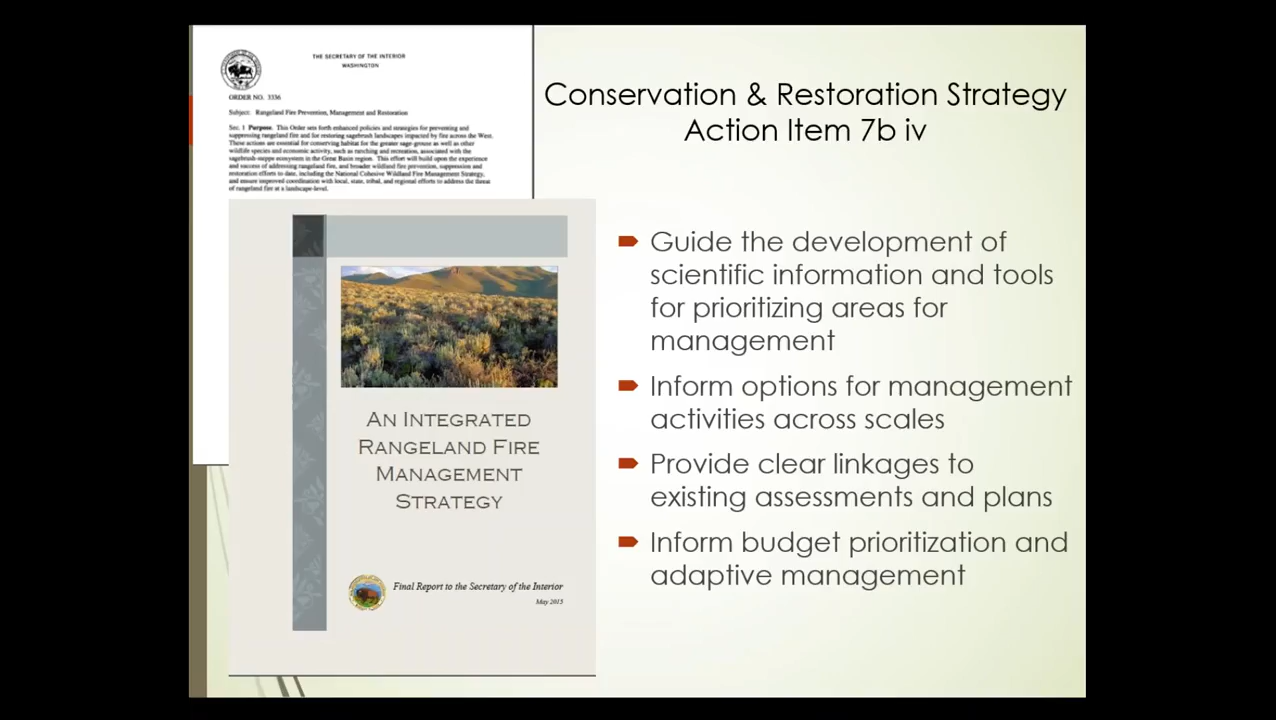 THE SECRETARY OF THE INTERIOR
WASHINGTON
ORDER NO. 3336
Subject: Rangeland Fire Prevention, Management and Restoration
Sec. 1 Purpose. This Order sets forth enhanced policies and strategies for preventing and
suppressing rangeland fire and for restoring sagebrush landscapes impacted by fire across the West.
These actions are essential for conserving habitat for the greater sage-grouse as well as other
wildlife species and economic activity, such as ranching and recreation, associated with the
sagebrush-steppe ecosystem in the Great Basin region. This effort will build upon the experience
and success of addressing rangeland fire, and broader wildland fire prevention, suppression and
restoration efforts to date, including the National Cohesive Wildland Fire Management Strategy,
and ensure improved coordination with local, state, tribal, and regional efforts to address the threat
of rangeland fire at a landscape-level.
AN INTEGRATED
RANGELAND FIRE
MANAGEMENT
STRATEGY
Final Report to the Secretary of the Interior
May 2015
Conservation & Restoration Strategy
Action Item 7b iv
Guide the development of
scientific information and tools
for prioritizing areas for
management
Inform options for management
activities across scales
Provide clear linkages to
existing assessments and plans
Inform budget prioritization and
adaptive management